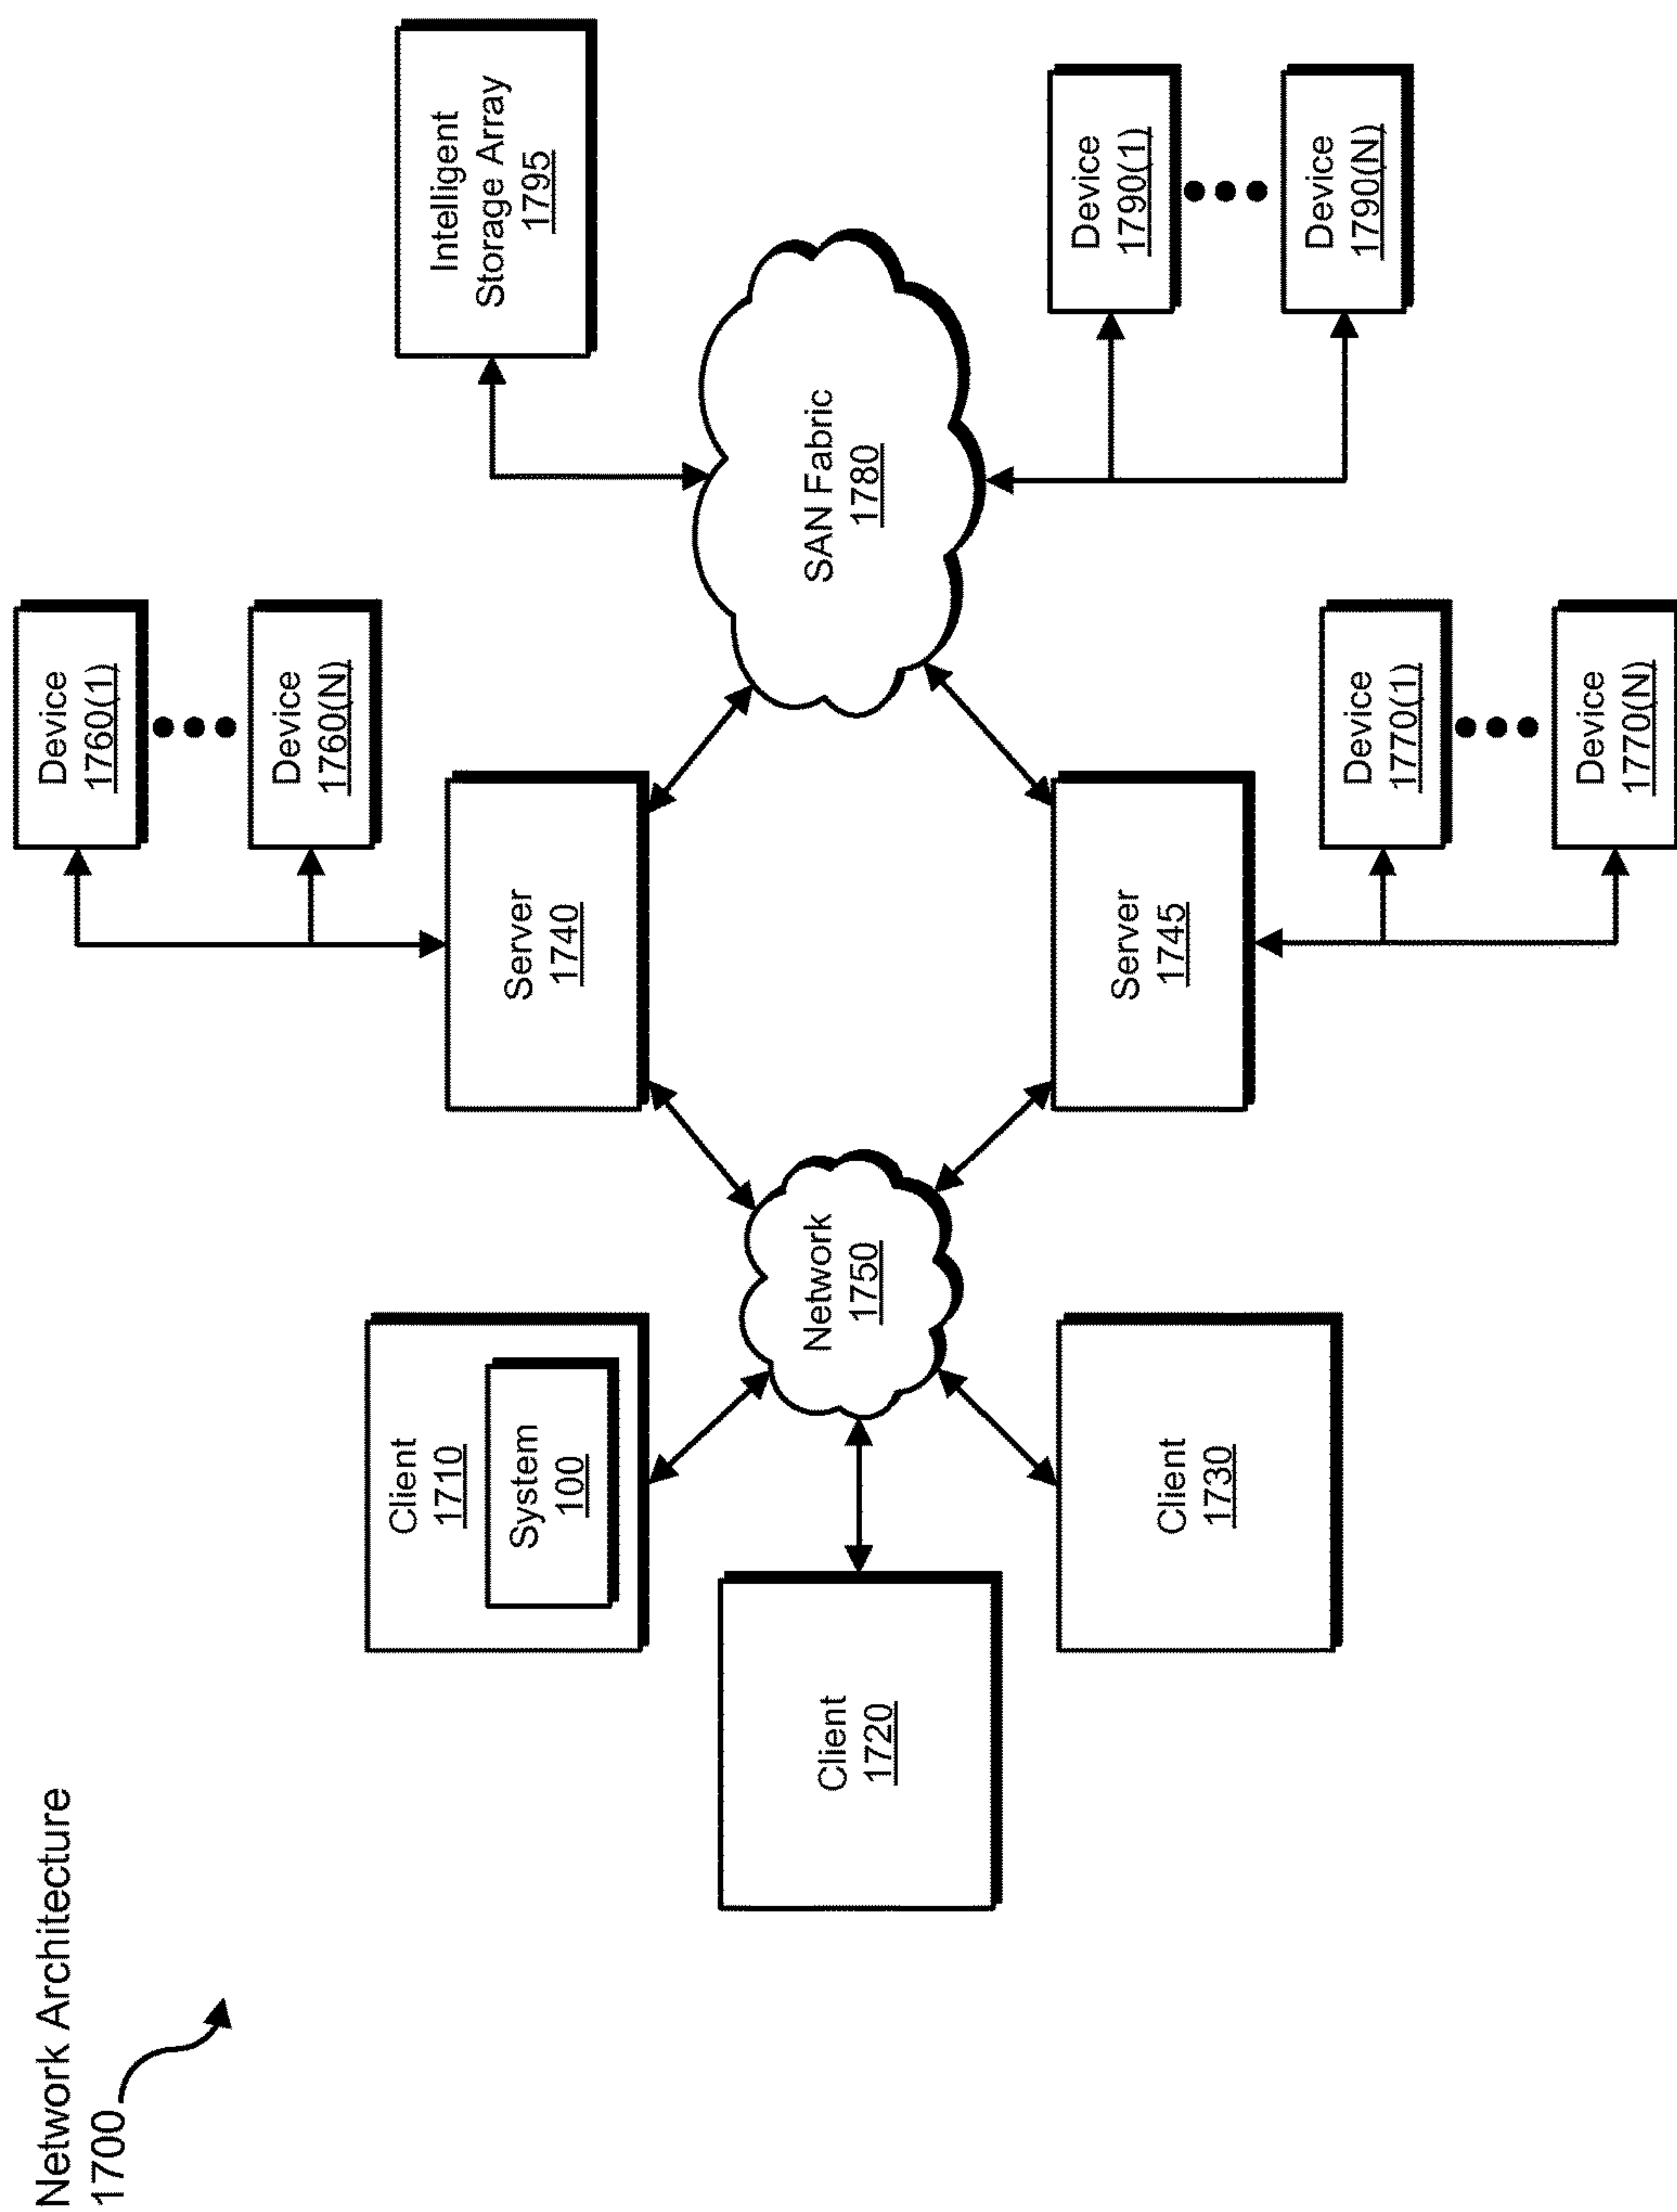 Network Architecture
1700
Device
1760(1)
Device
1760(N)
Intelligent
Storage Array
1795
Client
1710
System
100
Server
1740
Client
1720
Network
1750
SAN Fabric
1780
Client
1730
Server
1745
Device
1790(1)
Device
1790(N)
Device
1770(1)
Device
1770(N)